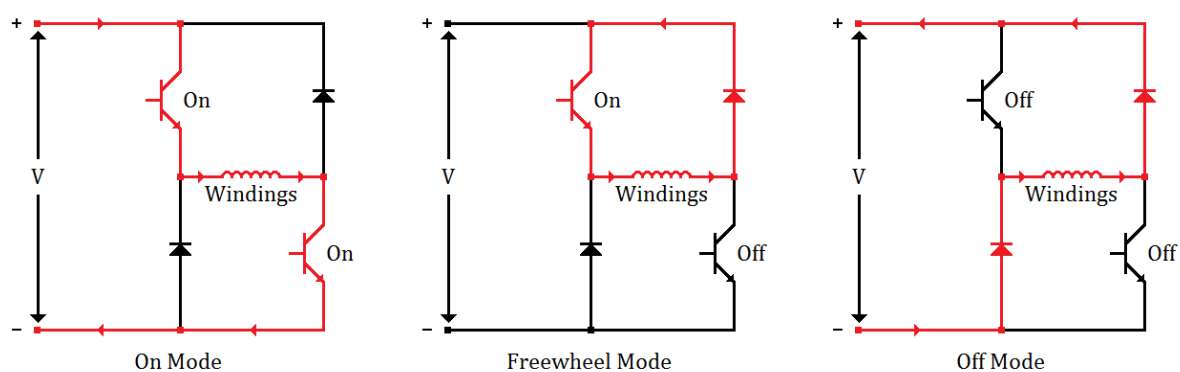 + + +
On On Off
V V V
Windings Windings Windings
On Off Off
− − −
On Mode Freewheel Mode Off Mode